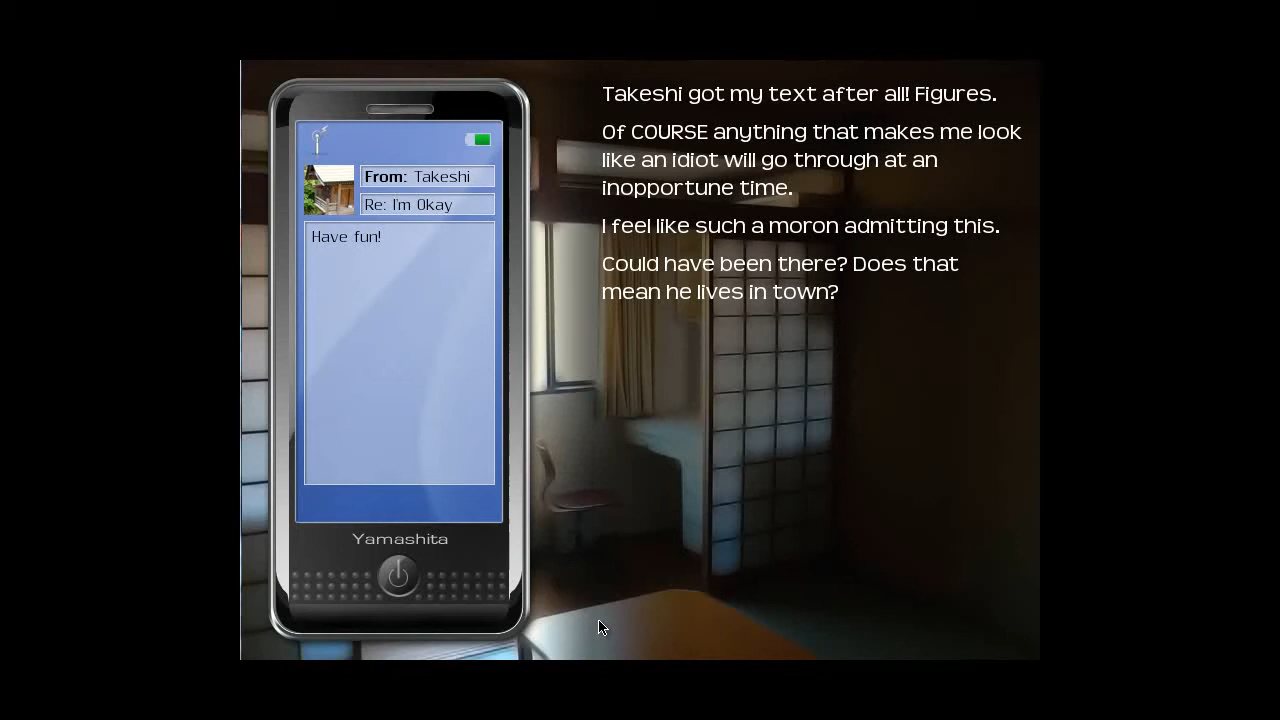 From: Takeshi
Re: I'm Okay
Have fun!
Yamashita
Takeshi got my text after all! Figures.
Of COURSE anything that makes me look
like an idiot will go through at an
inopportune time.
I feel like such a moron admitting this.
Could have been there? Does that
mean he lives in town?